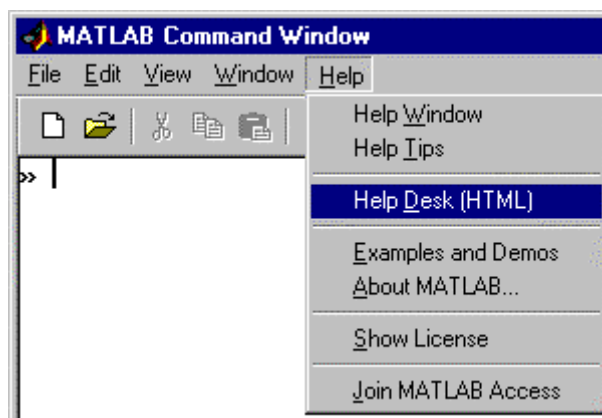 MATLAB Command Window
File Edit View Window Help
Help Window
Help Tips
»
Help Desk (HTML)
Examples and Demos
About MATLAB...
Show License
Join MATLAB Access